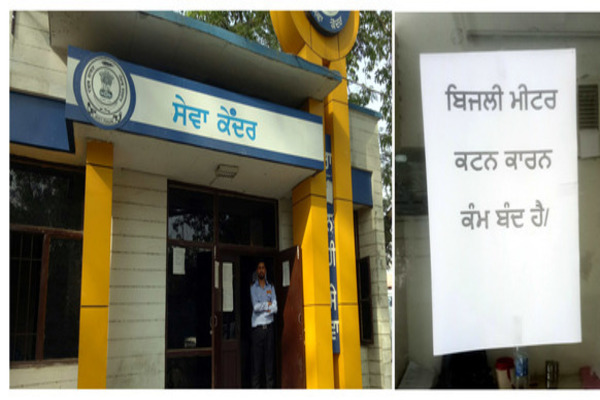 ਸੇਵਾ ਕੇਂਦਰ
ਬਿਜਲੀ ਮੀਟਰ
ਕਟਨ ਕਾਰਨ
ਕੰਮ ਬੰਦ ਹੈ/